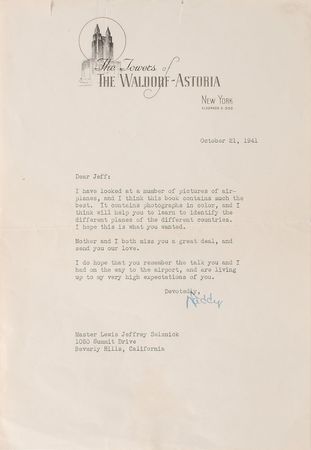 The Towers of
THE WALDORF-ASTORIA
NEW YORK
October 21, 1941
Dear Jeff:
I have looked at a number of pictures of air-
planes, and I think this book contains much the
best. It contains photographs in color, and I
think will help you to learn to identify the
different planes of the different countries.
I hope this is what you wanted.
Mother and I both miss you a great deal, and
send you our love.
I do hope that you remember the talk you and I
had on the way to the airport, and are living
up to my very high expectations of you.
Devotedly,
Daddy
Master Lewis Jeffrey Selznick
1050 Summit Drive
Beverly Hills, California